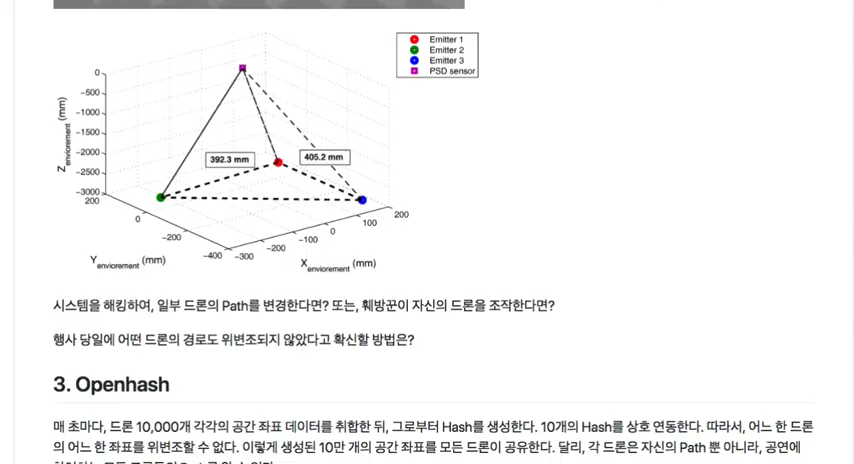 Emitter 1
Emitter 2
Emitter 3
PSD sensor
0
-500
-1000
-1500
-2000
-2500
-3000
Z enviorement (mm)
392.3 mm
405.2 mm
200
0
-200
-400
Y enviorement (mm)
-300
-200
-100
0
100
200
X enviorement (mm)
시스템을 해킹하여, 일부 드론의 Path를 변경한다면? 또는, 훼방꾼이 자신의 드론을 조작한다면?
행사 당일에 어떤 드론의 경로도 위변조되지 않았다고 확신할 방법은?
3. Openhash
매 초마다, 드론 10,000개 각각의 공간 좌표 데이터를 취합한 뒤, 그로부터 Hash를 생성한다. 10개의 Hash를 상호 연동한다. 따라서, 어느 한 드론
의 어느 한 좌표를 위변조할 수 없다. 이렇게 생성된 10만 개의 공간 좌표를 모든 드론이 공유한다. 달리, 각 드론은 자신의 Path 뿐 아니라, 공연에